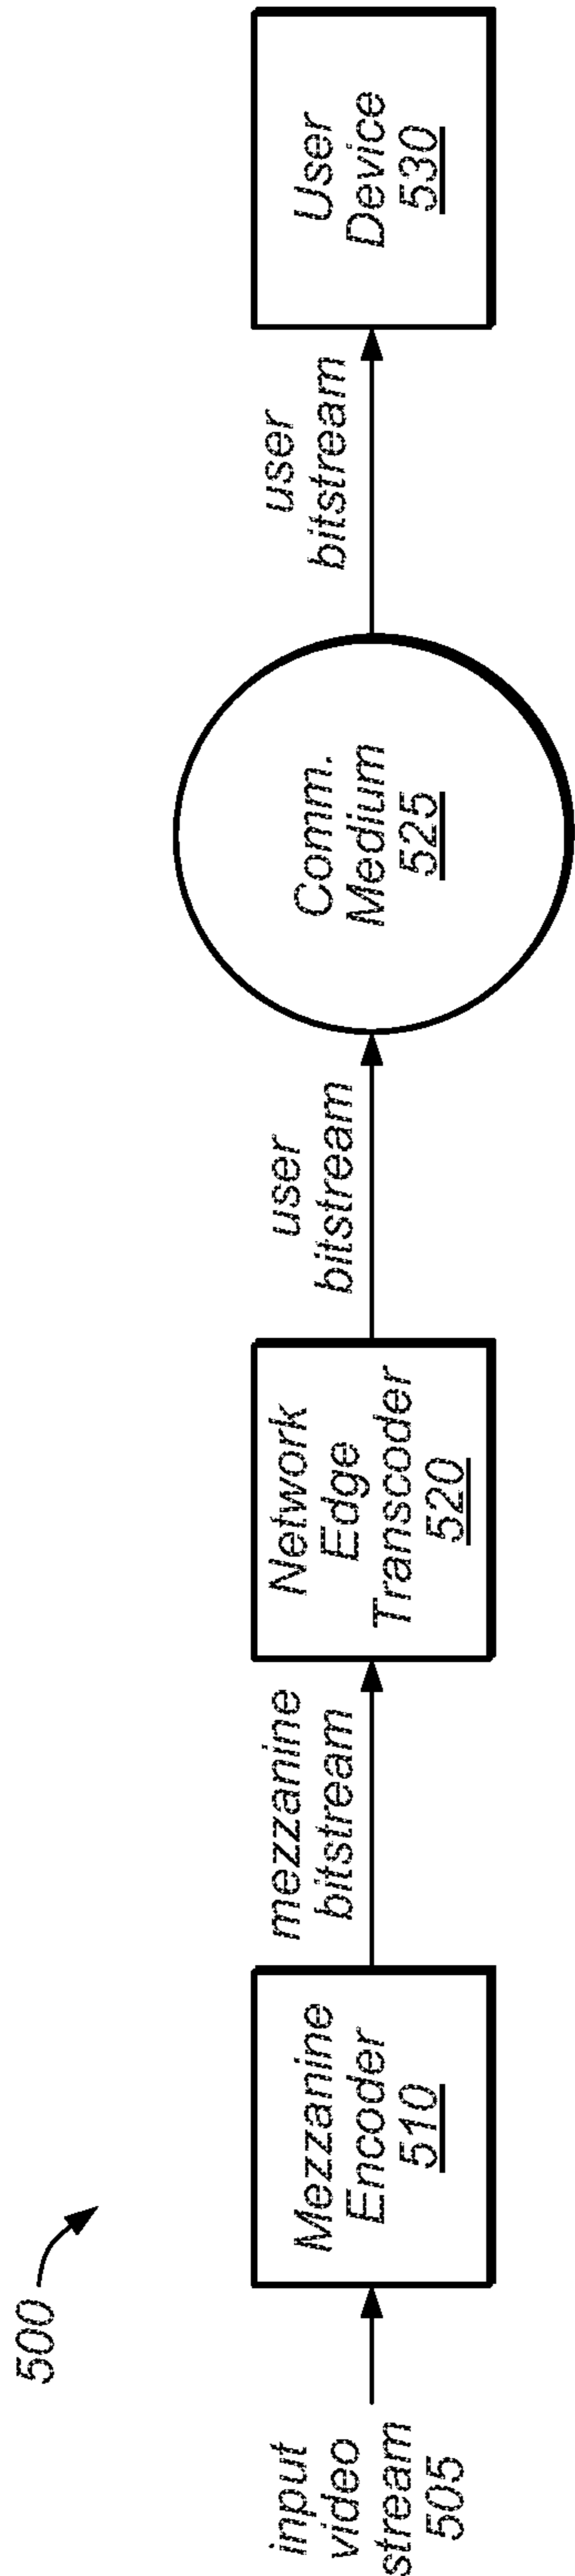 500
input
video
stream
505
Mezzanine
Encoder
510
mezzanine
bitstream
Network
Edge
Transcoder
520
user
bitstream
Comm.
Medium
525
user
bitstream
User
Device
530